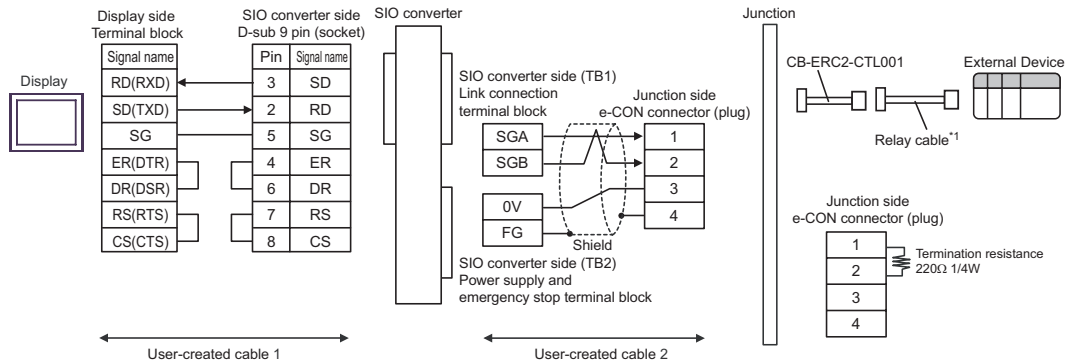 Display
Display side
Terminal block
Signal name
RD(RXD)
SD(TXD)
SG
ER(DTR)
DR(DSR)
RS(RTS)
CS(CTS)
SIO converter side
D-sub 9 pin (socket)
Pin Signal name
3 SD
2 RD
5 SG
4 ER
6 DR
7 RS
8 CS
User-created cable 1
SIO converter
SIO converter side (TB1)
Link connection
terminal block
SGA
SGB
0V
FG
Shield
SIO converter side (TB2)
Power supply and
emergency stop terminal block
Junction side
e-CON connector (plug)
1
2
3
4
User-created cable 2
Junction
CB-ERC2-CTL001
Relay cable*1
External Device
Junction side
e-CON connector (plug)
1
2
3
4
Termination resistance
220Ω 1/4W